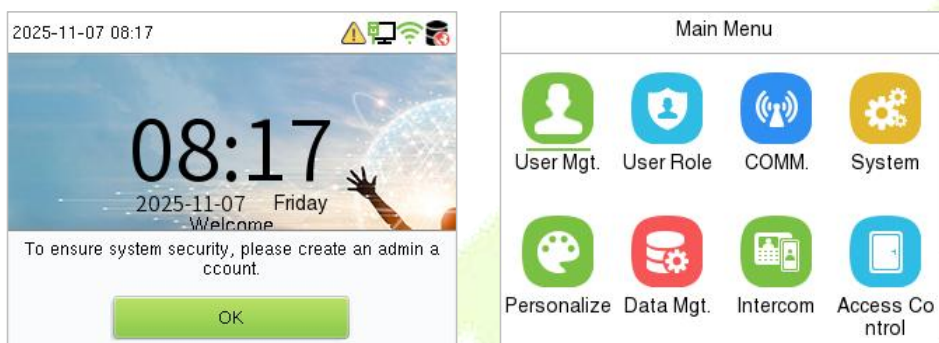 2025-11-07 08:17
08:17
2025-11-07 Friday
Welcome
To ensure system security, please create an admin a
ccount.
OK
Main Menu
User Mgt. User Role COMM. System
Personalize Data Mgt. Intercom Access Co
ntrol